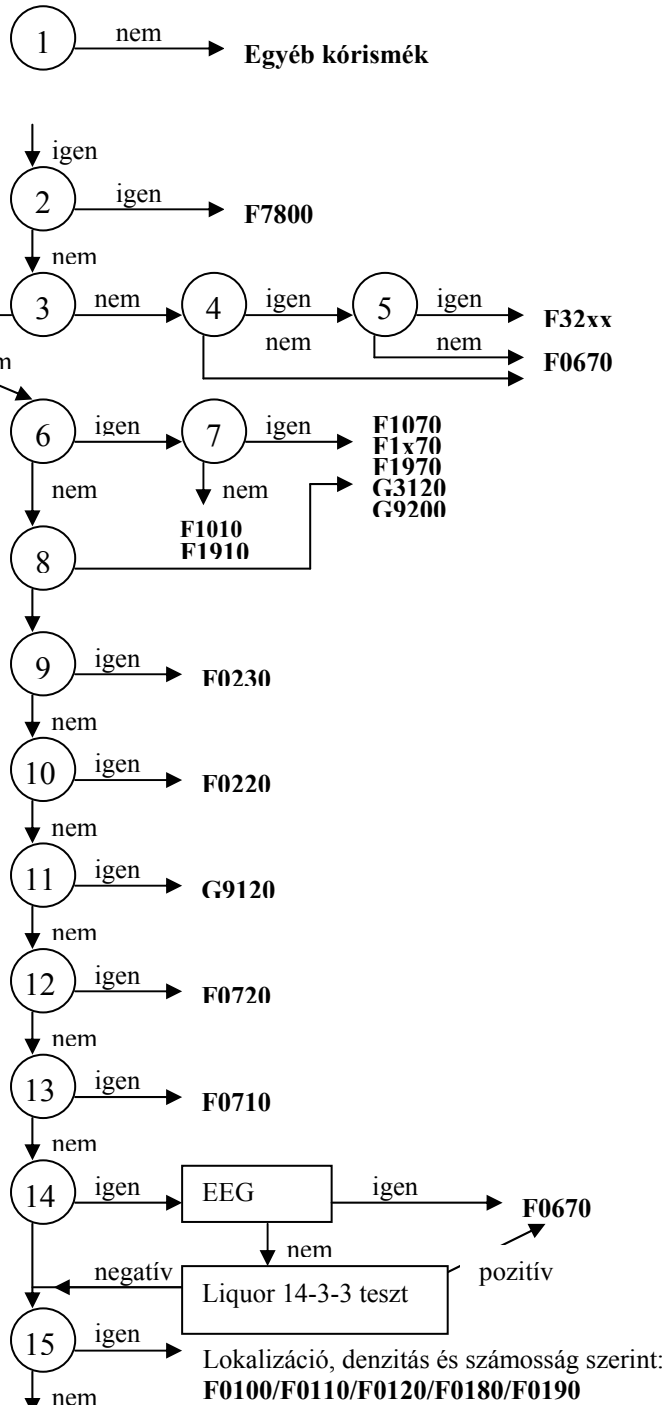 1 nem Egyéb kórismék
igen
2 igen F7800
nem
3 nem 4 igen 5 igen F32xx
nem nem F0670
6 igen 7 igen F1070
F1x70
F1970
nem nem G3120
G9200
F1010
F1910
8
9 igen F0230
nem
10 igen F0220
nem
11 igen G9120
nem
12 igen F0720
nem
13 igen F0710
nem
14 igen EEG igen F0670
nem
negatív Liquor 14-3-3 teszt pozitív
15 igen Lokalizáció, denzitás és számosság szerint:
nem F0100/F0110/F0120/F0180/F0190